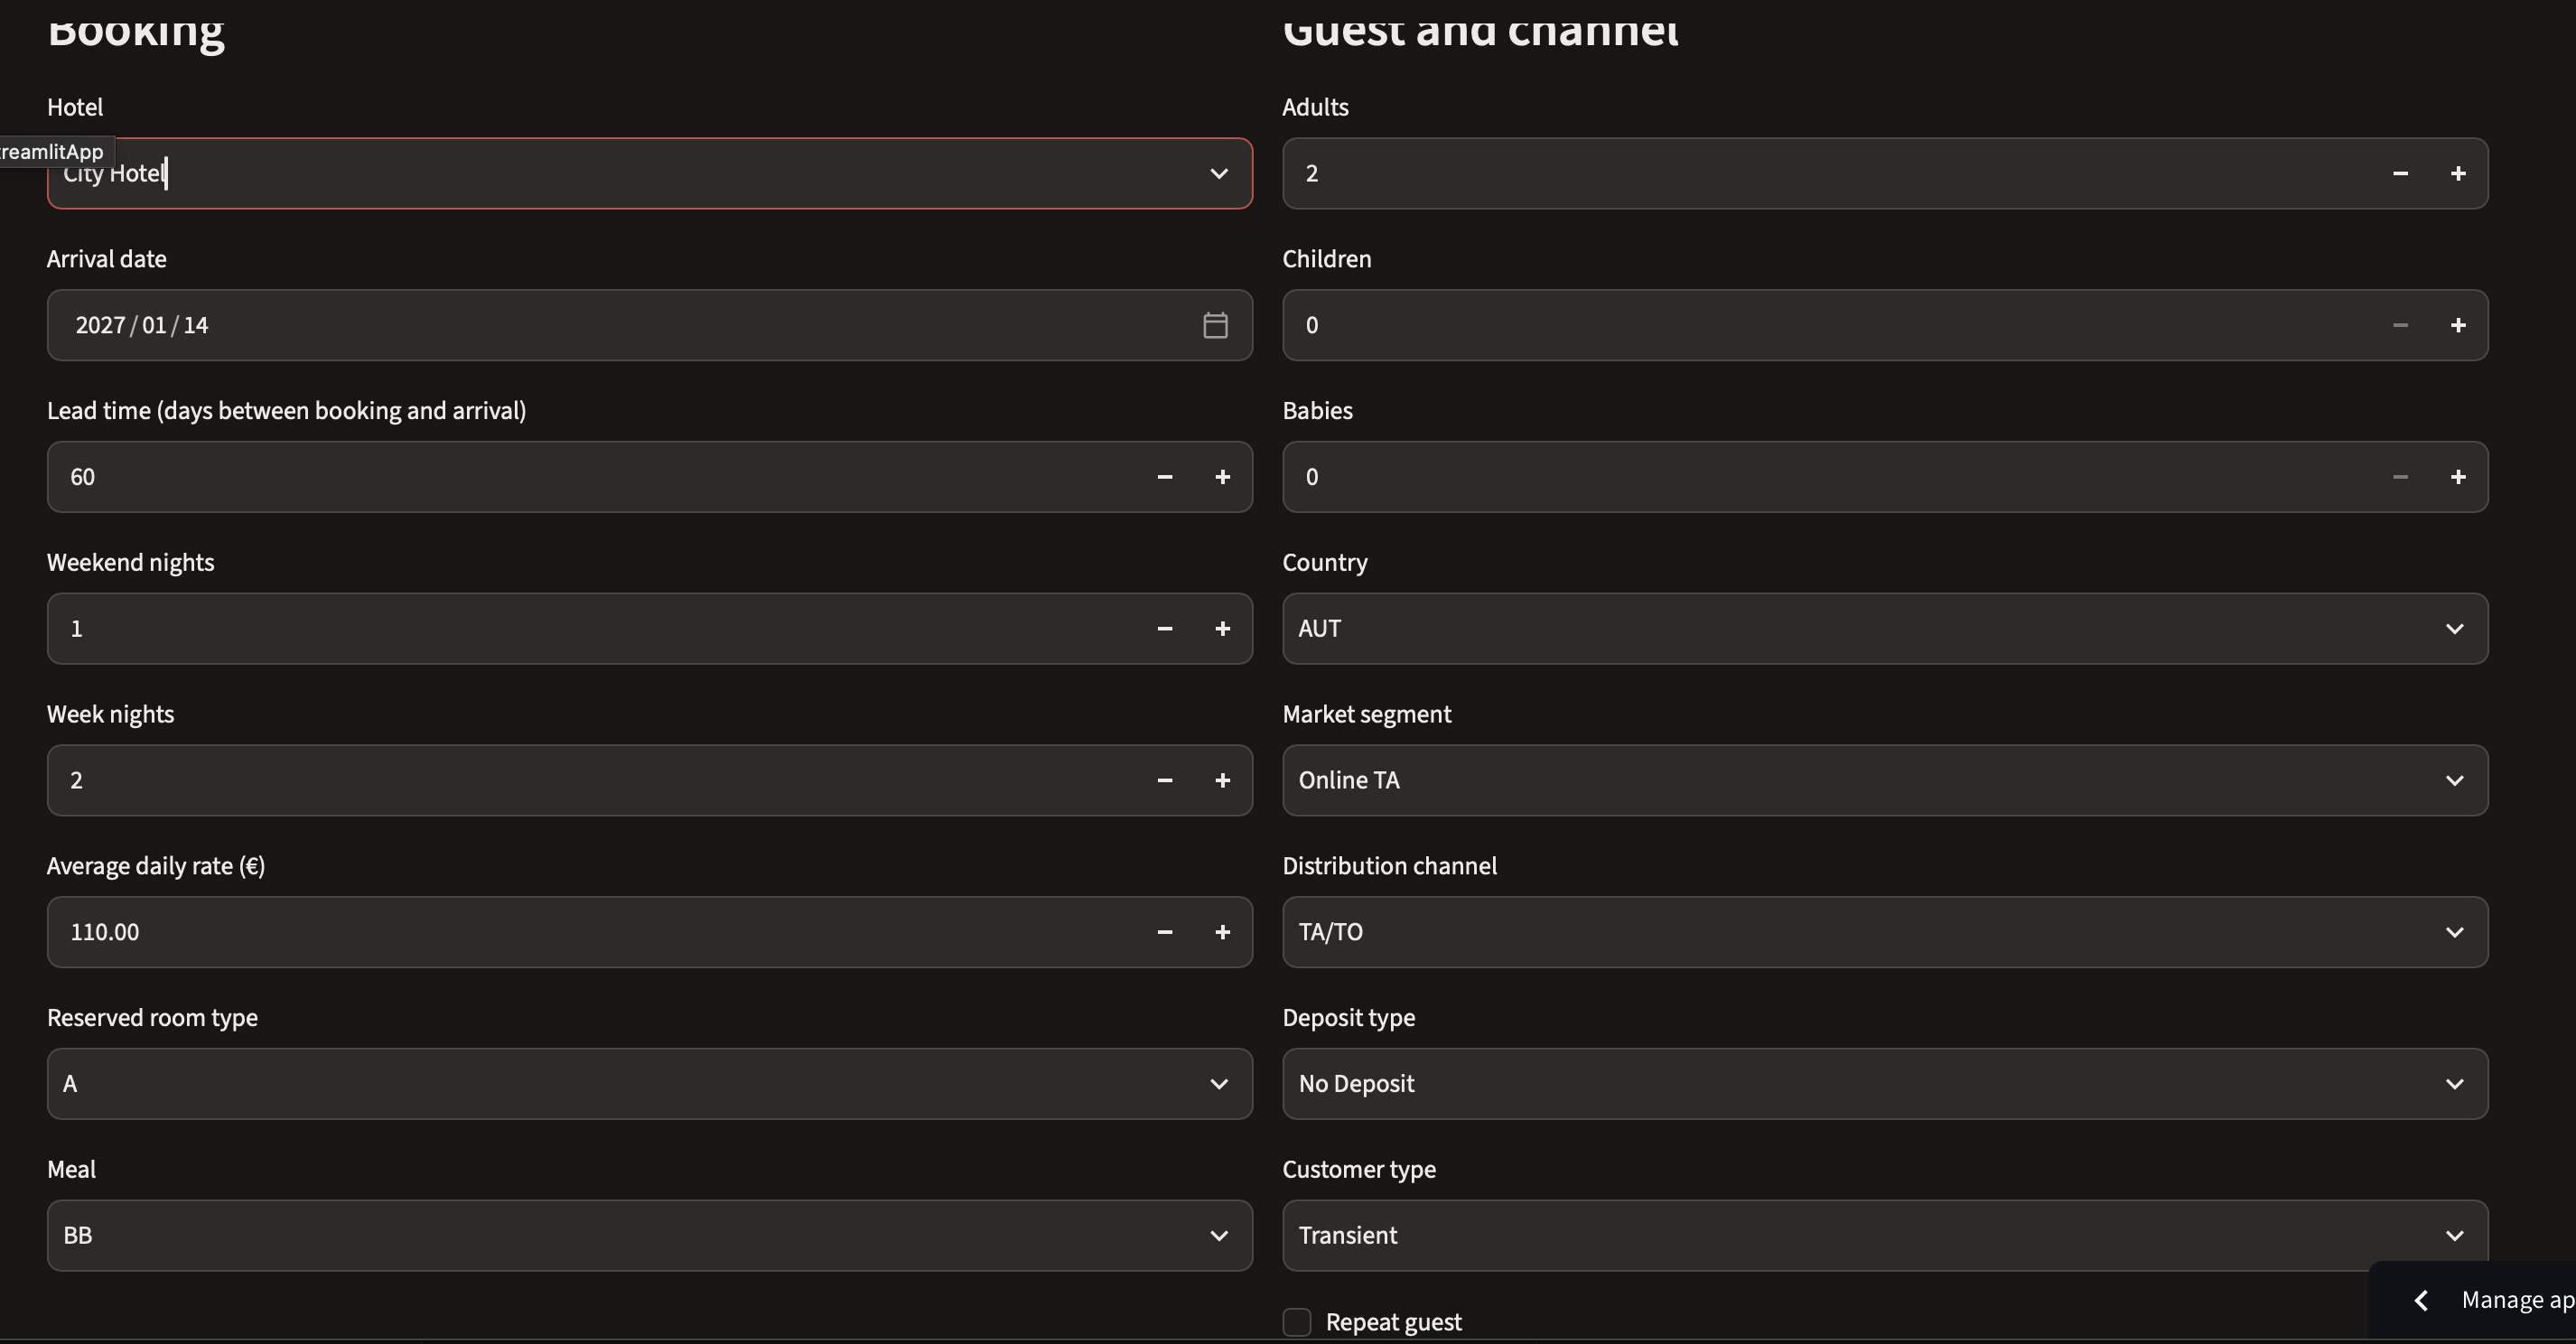 Booking
Hotel
reamlitApp
City Hotel
Arrival date
2027/01/14
Lead time (days between booking and arrival)
60
Weekend nights
1
Week nights
2
Average daily rate (€)
110.00
Reserved room type
A
Meal
BB
Guest and channel
Adults
2
Children
0
Babies
0
Country
AUT
Market segment
Online TA
Distribution channel
TA/TO
Deposit type
No Deposit
Customer type
Transient
Repeat guest
Manage ap